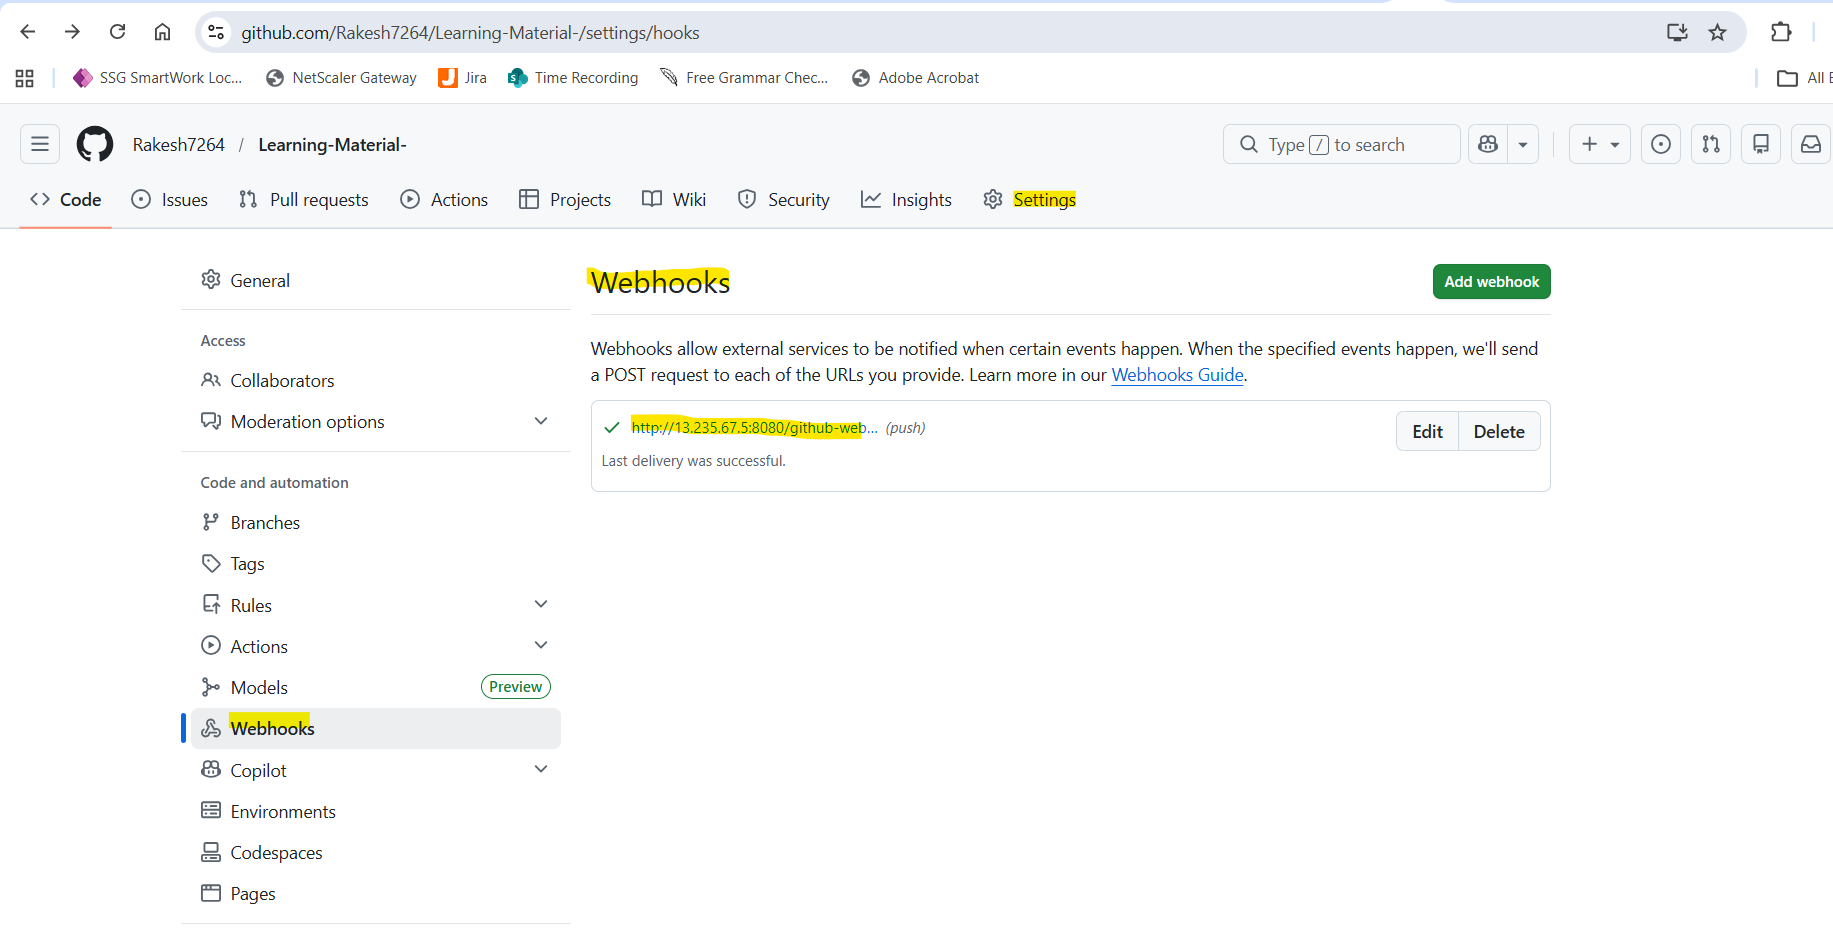 github.com/Rakesh7264/Learning-Material-/settings/hooks
SSG SmartWork Loc... NetScaler Gateway Jira Time Recording Free Grammar Chec... Adobe Acrobat All
Rakesh7264 / Learning-Material- Type / to search
Code Issues Pull requests Actions Projects Wiki Security Insights Settings
General
Access
Collaborators
Moderation options
Code and automation
Branches
Tags
Rules
Actions
Models Preview
Webhooks
Copilot
Environments
Codespaces
Pages
Webhooks Add webhook
Webhooks allow external services to be notified when certain events happen. When the specified events happen, we'll send
a POST request to each of the URLs you provide. Learn more in our Webhooks Guide.
http://13.235.67.5:8080/github-web... (push) Edit Delete
Last delivery was successful.